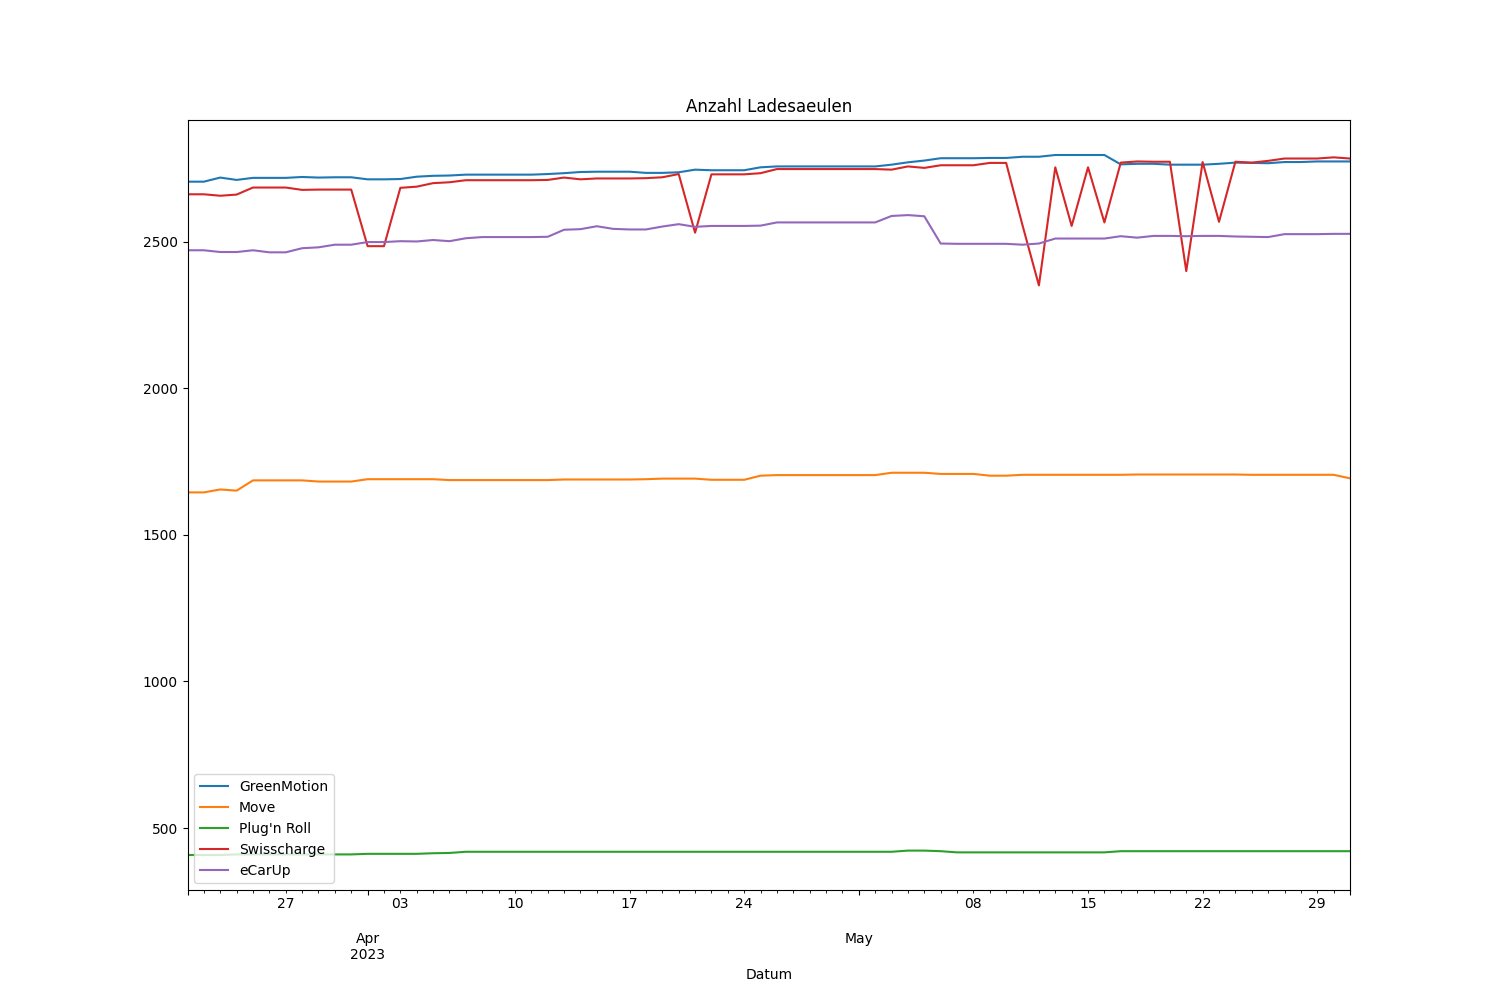 Anzahl Ladesaeulen
2500
2000
1500
1000
500
GreenMotion
Move
Plug'n Roll
Swisscharge
eCarUp
27 03 10 17 24 08 15 22 29
Apr May
2023
Datum